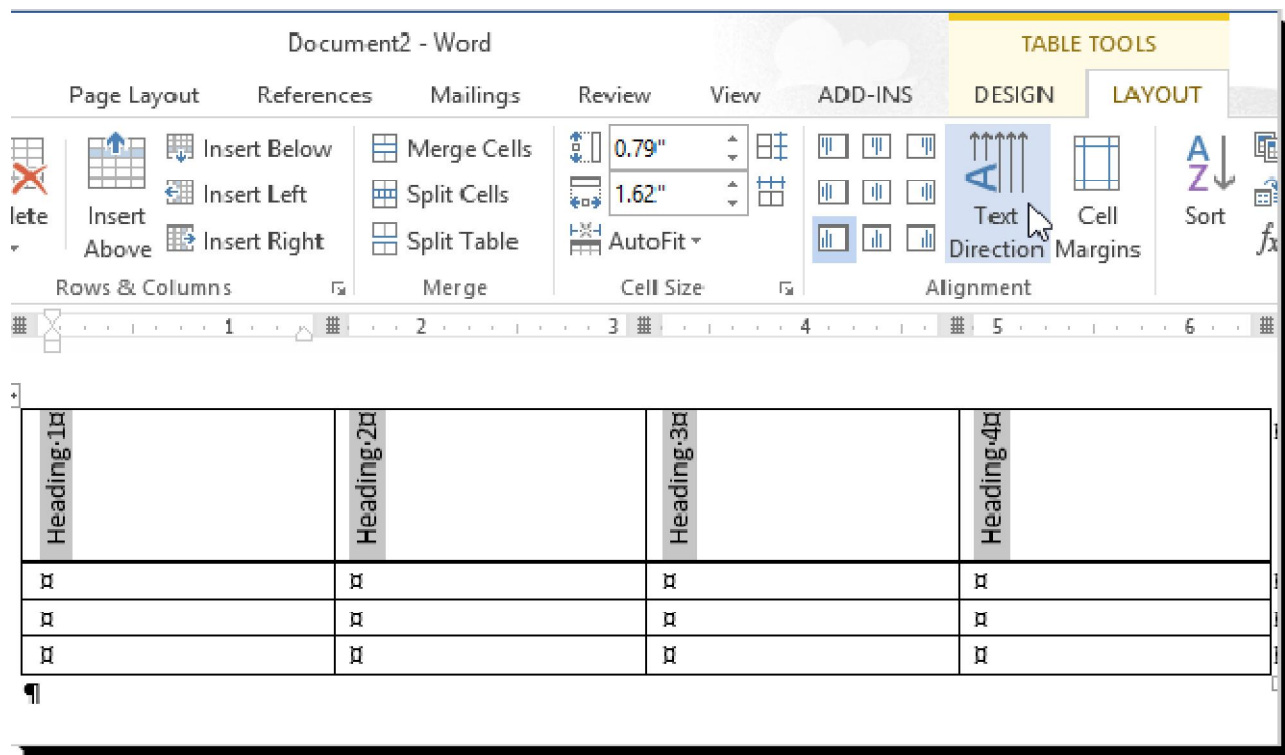 Document2 - Word
TABLE TOOLS
Page Layout References Mailings Review View ADD-INS DESIGN LAYOUT
Insert Below Merge Cells 0.79"
Insert Left Split Cells 1.62"
lete Insert Above Insert Right Split Table AutoFit Text Direction Cell Margins Sort
Rows & Columns Merge Cell Size Alignment
1 2 3 4 5 6
Heading·1¤ Heading·2¤ Heading·3¤ Heading·4¤
¤ ¤ ¤ ¤
¤ ¤ ¤ ¤
¤ ¤ ¤ ¤
¶